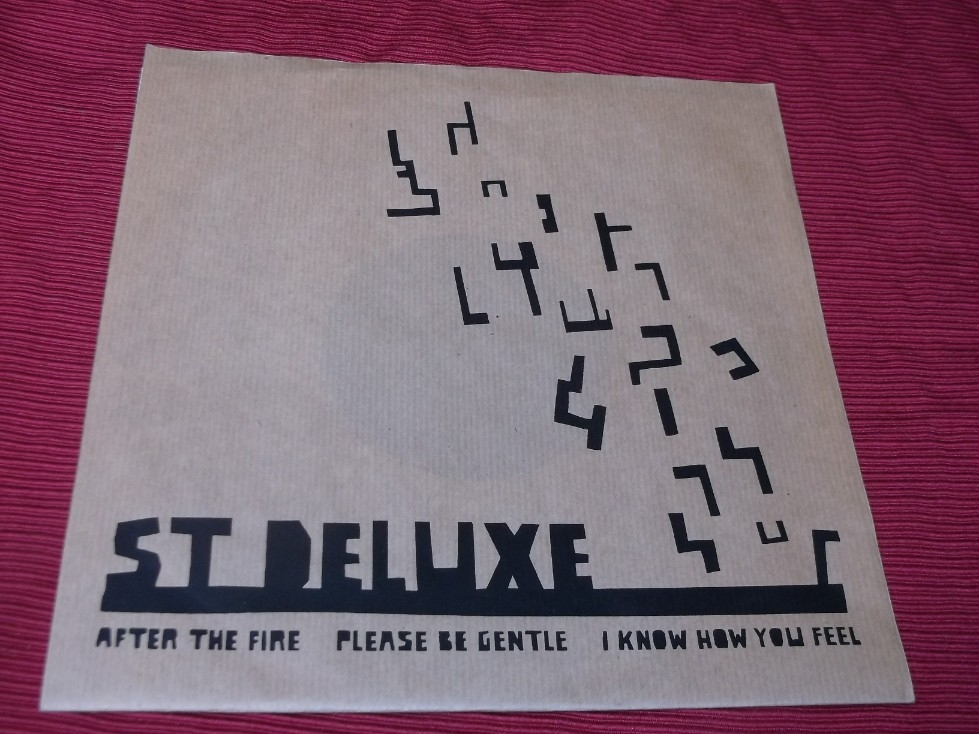 ST DELUXE
AFTER THE FIRE PLEASE BE GENTLE I KNOW HOW YOU FEEL